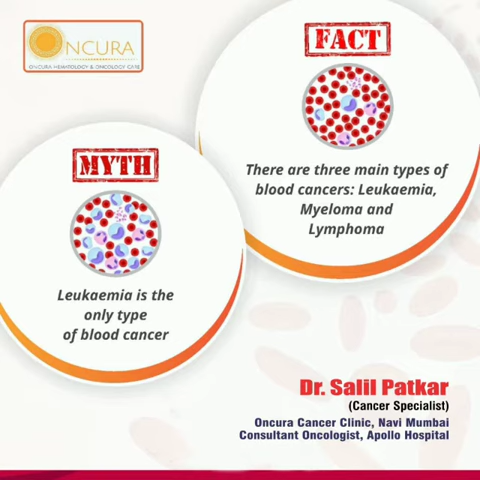 ONCURA
ONCURA HEMATOLOGY & ONCOLOGY CARE
FACT
There are three main types of
blood cancers: Leukaemia,
Myeloma and
Lymphoma
MYTH
Leukaemia is the
only type
of blood cancer
Dr. Salil Patkar
(Cancer Specialist)
Oncura Cancer Clinic, Navi Mumbai
Consultant Oncologist, Apollo Hospital